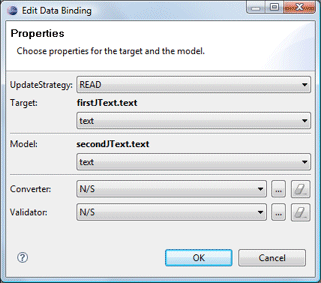 Edit Data Binding
Properties
Choose properties for the target and the model.
UpdateStrategy: READ
Target: firstJText.text
text
Model: secondJText.text
text
Converter: N/S ...
Validator: N/S ...
? OK Cancel